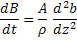 dB/dt = A/ρ d²b/dz²